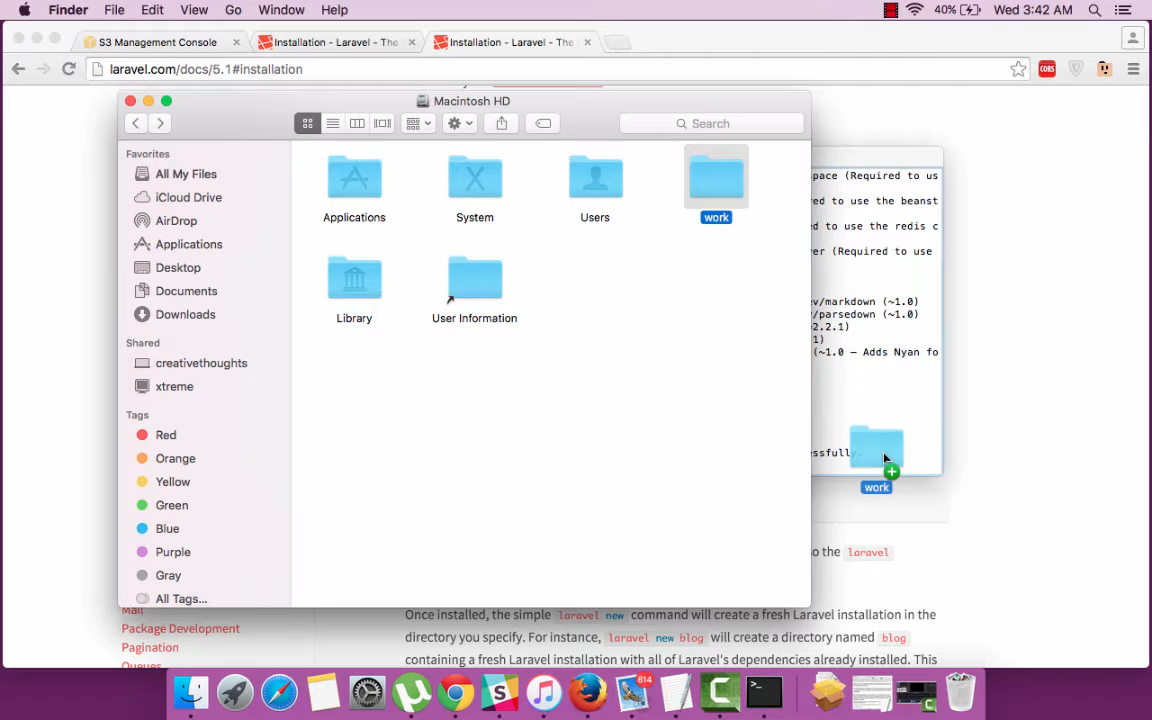 Finder File Edit View Go Window Help 40% Wed 3:42 AM
S3 Management Console Installation - Laravel - The Installation - Laravel - The
laravel.com/docs/5.1#installation
Macintosh HD
Search
Favorites
All My Files
iCloud Drive
AirDrop
Applications
Desktop
Documents
Downloads
Shared
creativethoughts
xtreme
Tags
Red
Orange
Yellow
Green
Blue
Purple
Gray
All Tags...
Applications System Users work
Library User Information
pace (Required to us
ed to use the beanst
ed to use the redis c
er (Required to use
ev/markdown (~1.0)
/parsedown (~1.0)
~2.2.1)
1)
(~1.0 — Adds Nyan fo
ssfully.
work
so the laravel
Mail
Package Development
Pagination
Queues
Once installed, the simple laravel new command will create a fresh Laravel installation in the
directory you specify. For instance, laravel new blog will create a directory named blog
containing a fresh Laravel installation with all of Laravel's dependencies already installed. This
814